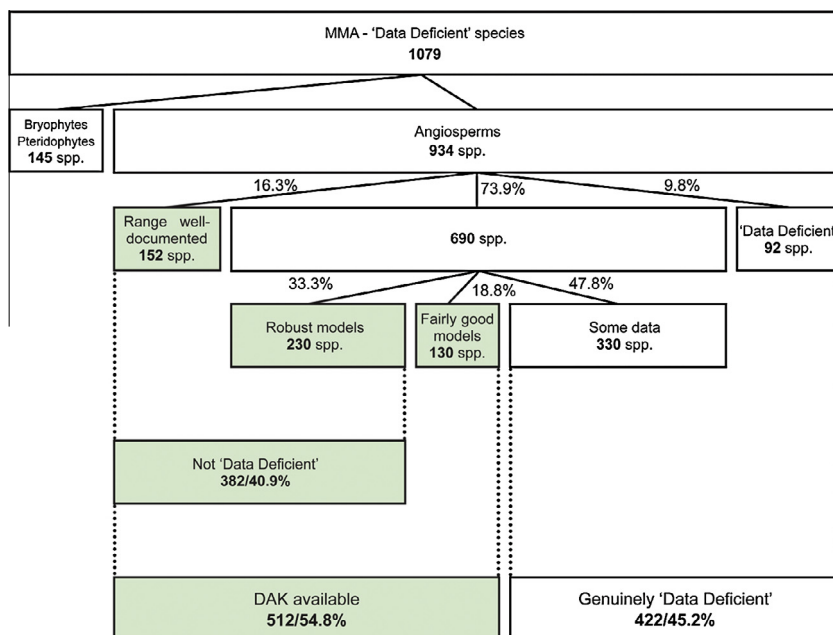 MMA - 'Data Deficient' species
1079
Bryophytes
Pteridophytes
145 spp.
Angiosperms
934 spp.
16.3%
73.9%
9.8%
Range well-
documented
152 spp.
690 spp.
'Data Deficient'
92 spp.
33.3%
18.8%
47.8%
Robust models
230 spp.
Fairly good
models
130 spp.
Some data
330 spp.
Not 'Data Deficient'
382/40.9%
DAK available
512/54.8%
Genuinely 'Data Deficient'
422/45.2%